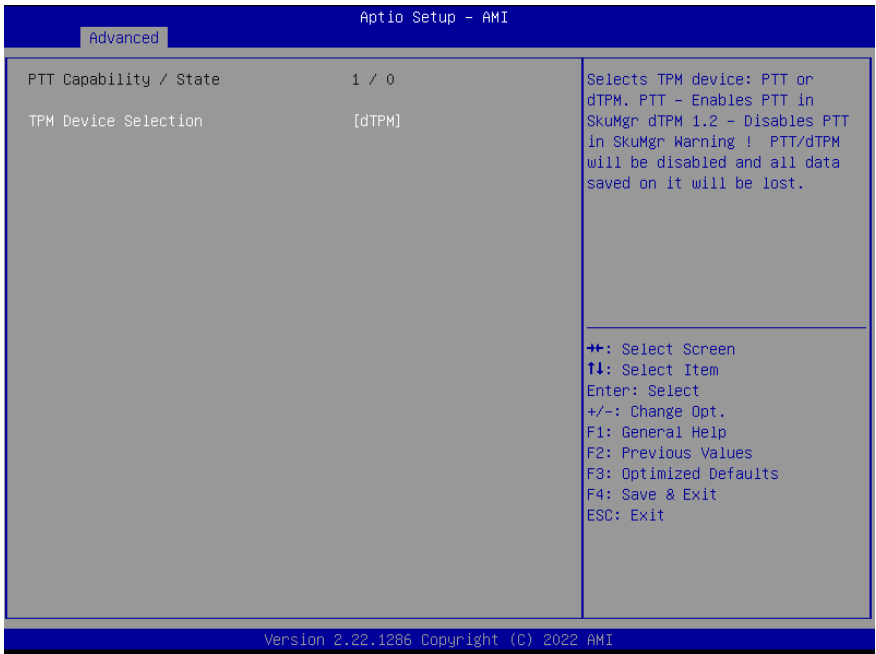 Aptio Setup – AMI
Advanced
PTT Capability / State 1 / 0
TPM Device Selection [dTPM]
Selects TPM device: PTT or
dTPM. PTT – Enables PTT in
SkuMgr dTPM 1.2 – Disables PTT
in SkuMgr Warning ! PTT/dTPM
will be disabled and all data
saved on it will be lost.
→←: Select Screen
↑↓: Select Item
Enter: Select
+/-: Change Opt.
F1: General Help
F2: Previous Values
F3: Optimized Defaults
F4: Save & Exit
ESC: Exit
Version 2.22.1286 Copyright (C) 2022 AMI